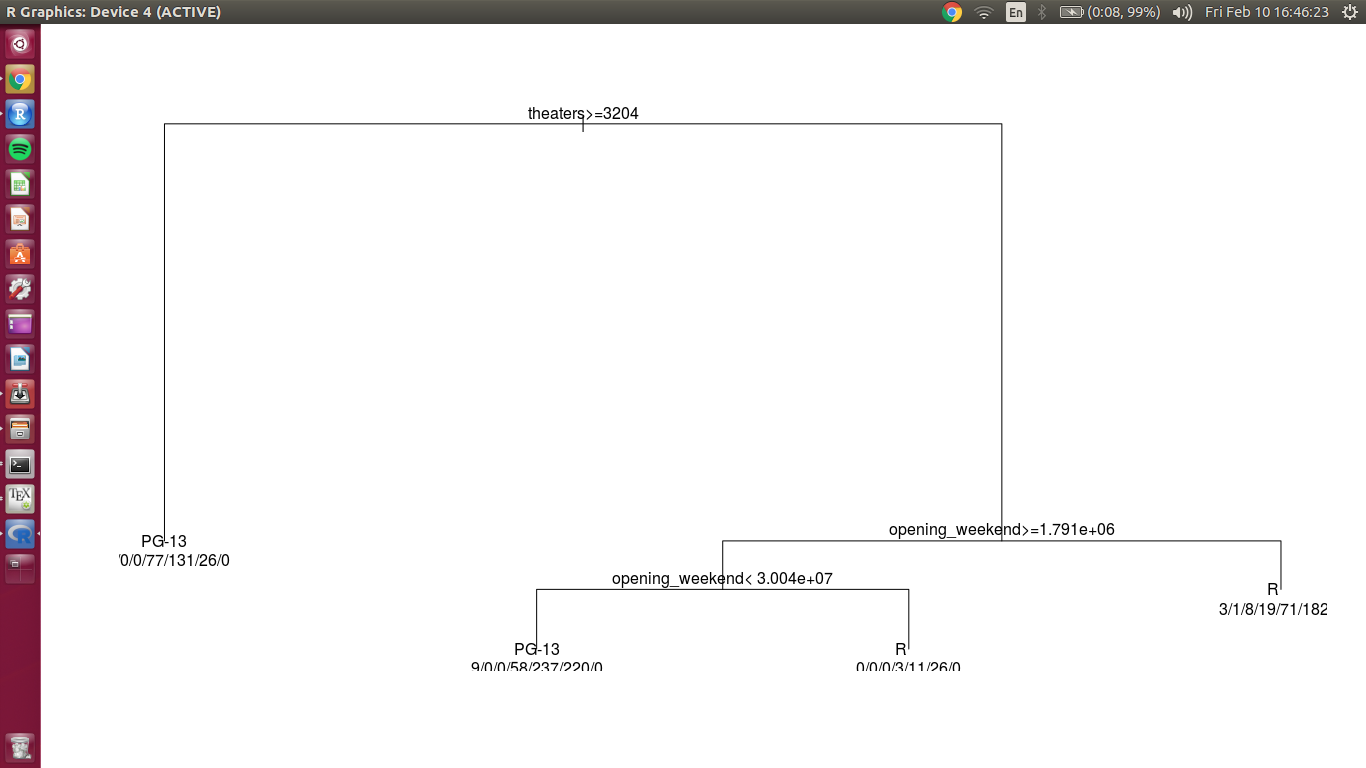 R Graphics: Device 4 (ACTIVE)
En
(0:08, 99%)
Fri Feb 10 16:46:23
theaters>=3204
opening_weekend>=1.791e+06
opening_weekend< 3.004e+07
PG-13
/0/0/77/131/26/0
R
3/1/8/19/71/182
PG-13
9/0/0/58/237/220/0
R
0/0/0/3/11/26/0
R
TEX
R